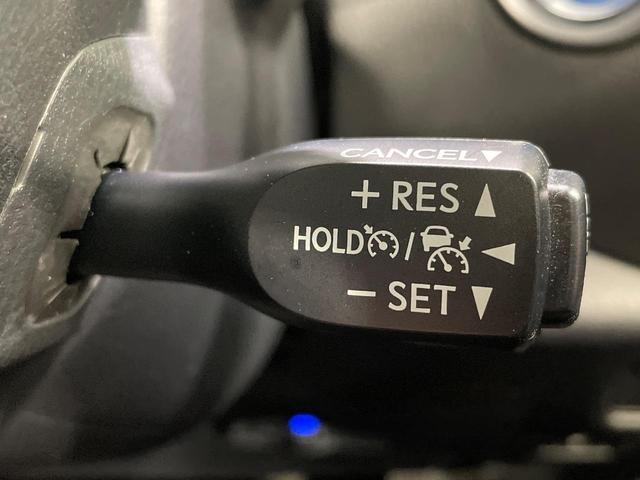 CANCEL▼
+ RES ▲
HOLD / ◀
− SET ▼